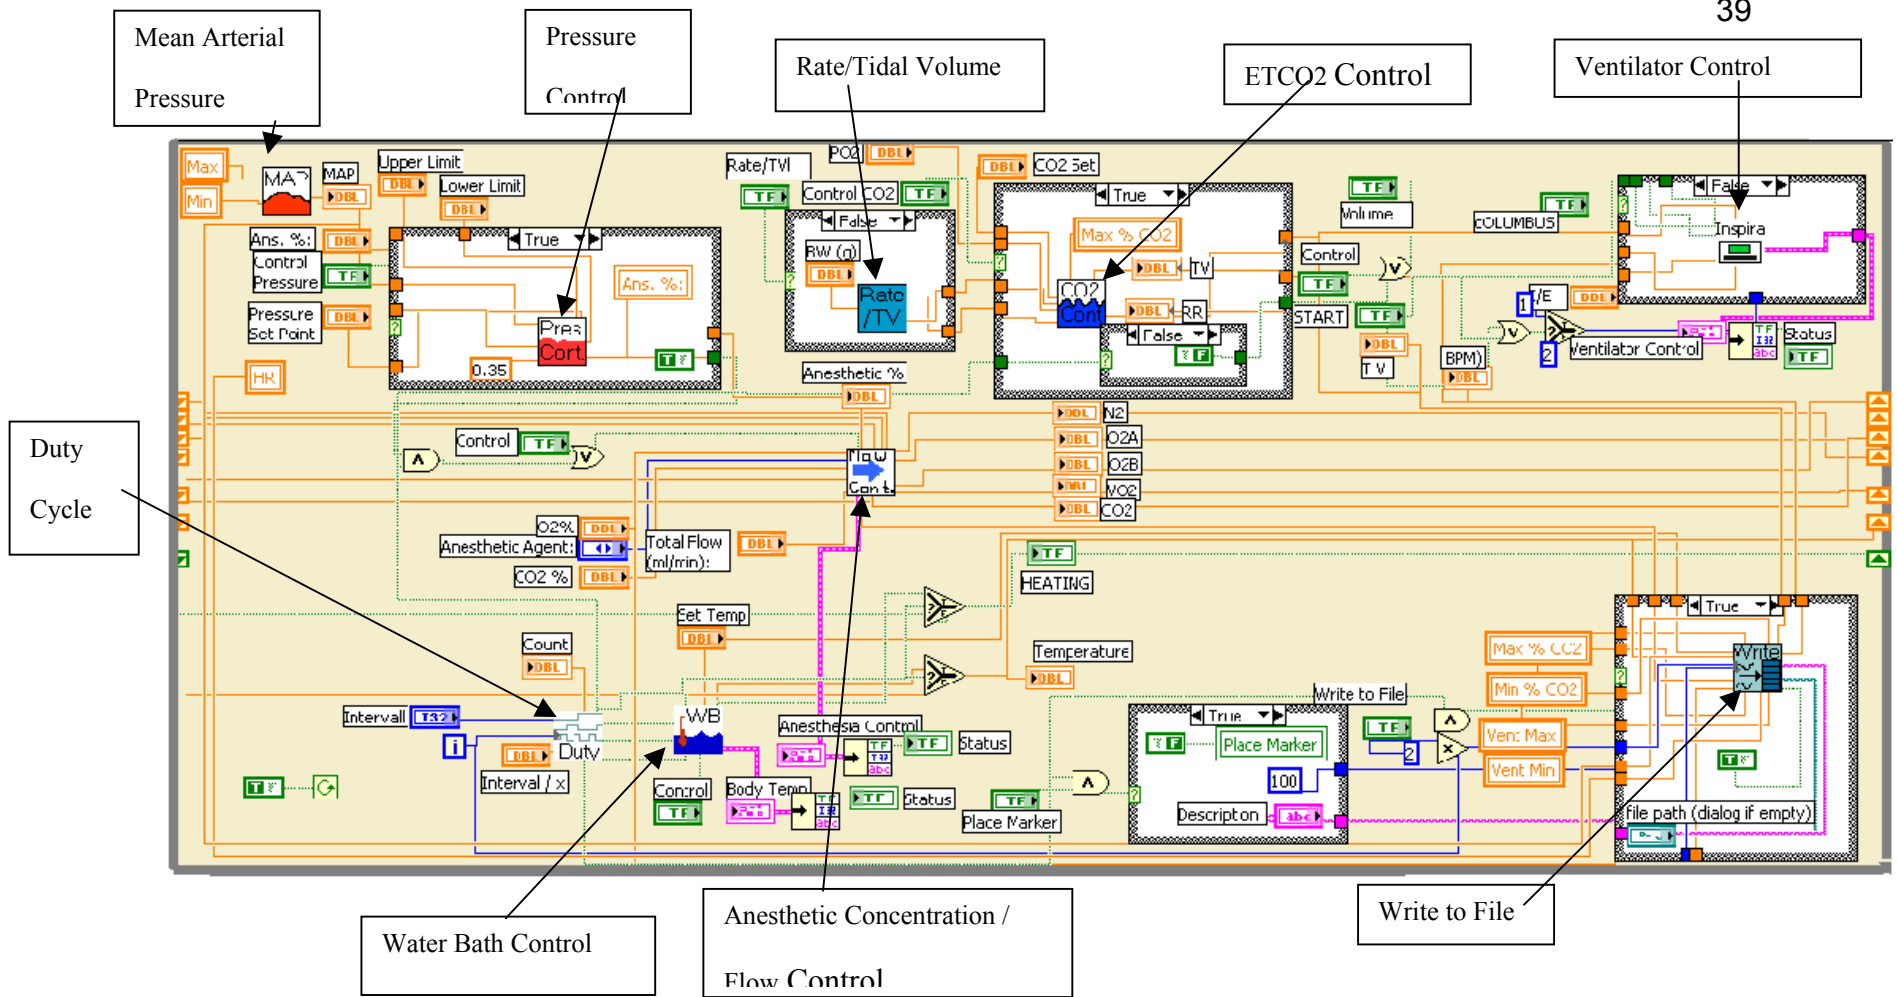 39
Mean Arterial
Pressure
Pressure
Control
Rate/Tidal Volume
ETCO2 Control
Ventilator Control
Max
Min
MAP
DBL
Upper Limit
DBL
Lower Limit
DBL
Ans. %:
DBL
Control
Pressure
TF
Pressure
Set Point
DBL
True
Ans. %:
Pres
Cort.
0.35
T
HR
Rate/TVI
TF
PO2
DBL
Control CO2
TF
False
BW (g)
DBL
Rate
/TV
Anesthetic %
DBL
DBL
CO2 Set
True
Max % CO2
DBL
TV
CO2
Cont
DBL
RR
False
F
TF
Volume
Control
TF
V
START
TF
DBL
TV
BPM)
DBL
cOLUMBUS
TF
False
Inspira
1
I/E
V
2
Ventilator Control
TF
abc
Status
TF
Control
TF
V
Λ
Cont.
N2
DBL
O2A
DBL
O2B
VO2
DBL
CO2
O2%
Anesthetic Agent:
CO2 %
DBL
Total Flow
(ml/min):
DBL
TF
HEATING
Duty
Cycle
Set Temp
DBL
Count
DBL
Temperature
DBL
Intervall
I32
i
DBL
Interval / x
Duty
WB
Control
TF
Body Temp
TF
abc
Anesthesia Control
TF
abc
TF
Status
TF
Status
T
TF
Place Marker
Λ
True
F
Place Marker
100
Description
abc
Write to File
TF
Λ
2
x
Max % CO2
Min % CO2
Vent Max
Vent Min
True
Write
T
file path (dialog if empty)
Water Bath Control
Anesthetic Concentration /
Flow Control
Write to File